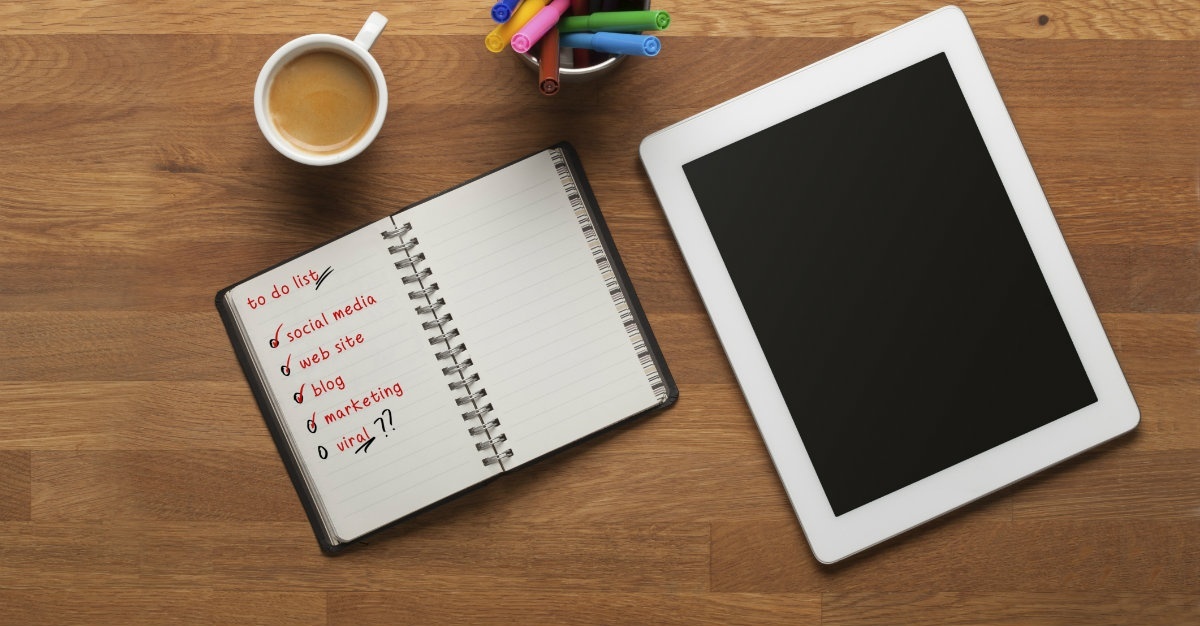 to do list
social media
web site
blog
marketing
viral ??